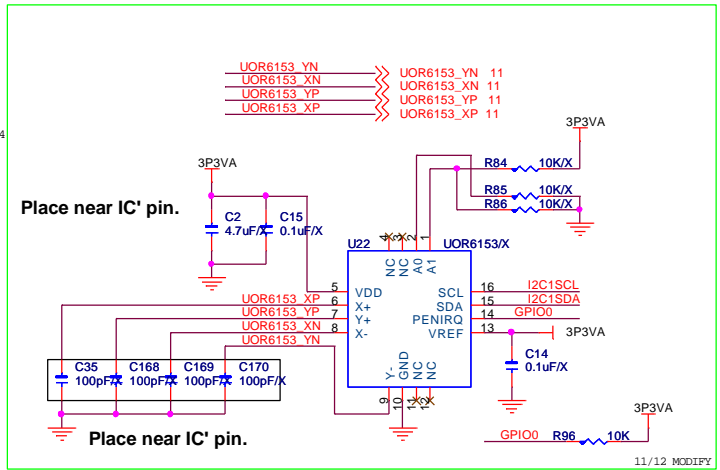 UOR6153_YN UOR6153_YN 11
UOR6153_XN UOR6153_XN 11
UOR6153_YP UOR6153_YP 11
UOR6153_XP UOR6153_XP 11
4
3P3VA
3P3VA
R84 10K/X
R85 10K/X
R86 10K/X
Place near IC' pin.
C2 4.7uF/X
C15 0.1uF/X
U22 UOR6153/X
4 3 2 1
NC NC A0 A1
5 VDD
UOR6153_XP 6 X+
UOR6153_YP 7 Y+
UOR6153_XN 8 X-
UOR6153_YN
SCL 16 I2C1SCL
SDA 15 I2C1SDA
PENIRQ 14 GPIO0
VREF 13 3P3VA
C14 0.1uF/X
Y- GND NC NC
9 10 11 12
C35 100pF/X
C168 100pF/X
C169 100pF/X
C170 100pF/X
Place near IC' pin.
3P3VA
GPIO0 R96 10K
11/12 MODIFY